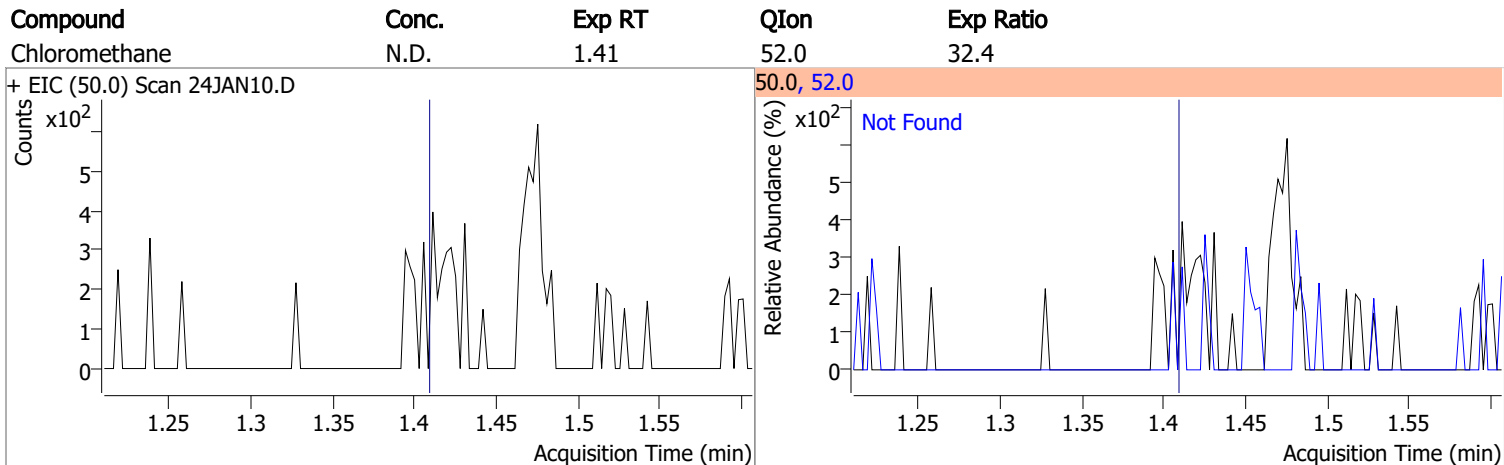 Compound Conc. Exp RT QIon Exp Ratio
Chloromethane N.D. 1.41 52.0 32.4
+ EIC (50.0) Scan 24JAN10.D
Counts
x10²
5
4
3
2
1
0
1.25 1.3 1.35 1.4 1.45 1.5 1.55
Acquisition Time (min)
50.0, 52.0
Relative Abundance (%)
x10²
Not Found
5
4
3
2
1
0
1.25 1.3 1.35 1.4 1.45 1.5 1.55
Acquisition Time (min)